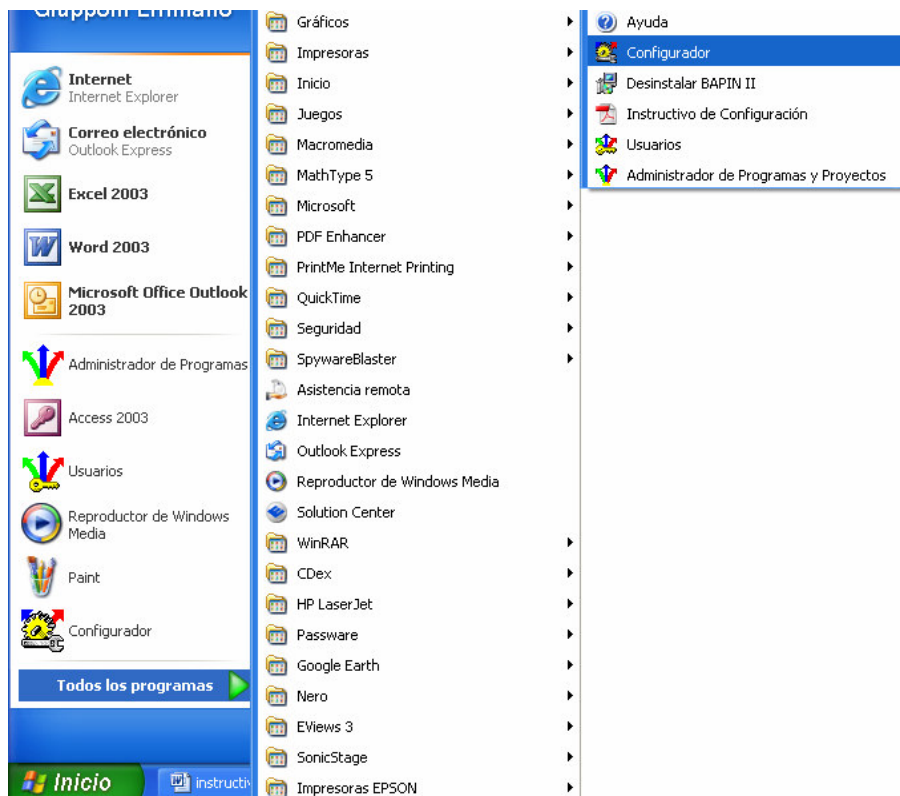 Internet
Internet Explorer
Correo electrónico
Outlook Express
Excel 2003
Word 2003
Microsoft Office Outlook
2003
Administrador de Programas
Access 2003
Usuarios
Reproductor de Windows
Media
Paint
Configurador
Todos los programas
Inicio
Gráficos
Impresoras
Inicio
Juegos
Macromedia
MathType 5
Microsoft
PDF Enhancer
PrintMe Internet Printing
QuickTime
Seguridad
SpywareBlaster
Asistencia remota
Internet Explorer
Outlook Express
Reproductor de Windows Media
Solution Center
WinRAR
CDex
HP LaserJet
Passware
Google Earth
Nero
EViews 3
SonicStage
Impresoras EPSON
Ayuda
Configurador
Desinstalar BAPIN II
Instructivo de Configuración
Usuarios
Administrador de Programas y Proyectos